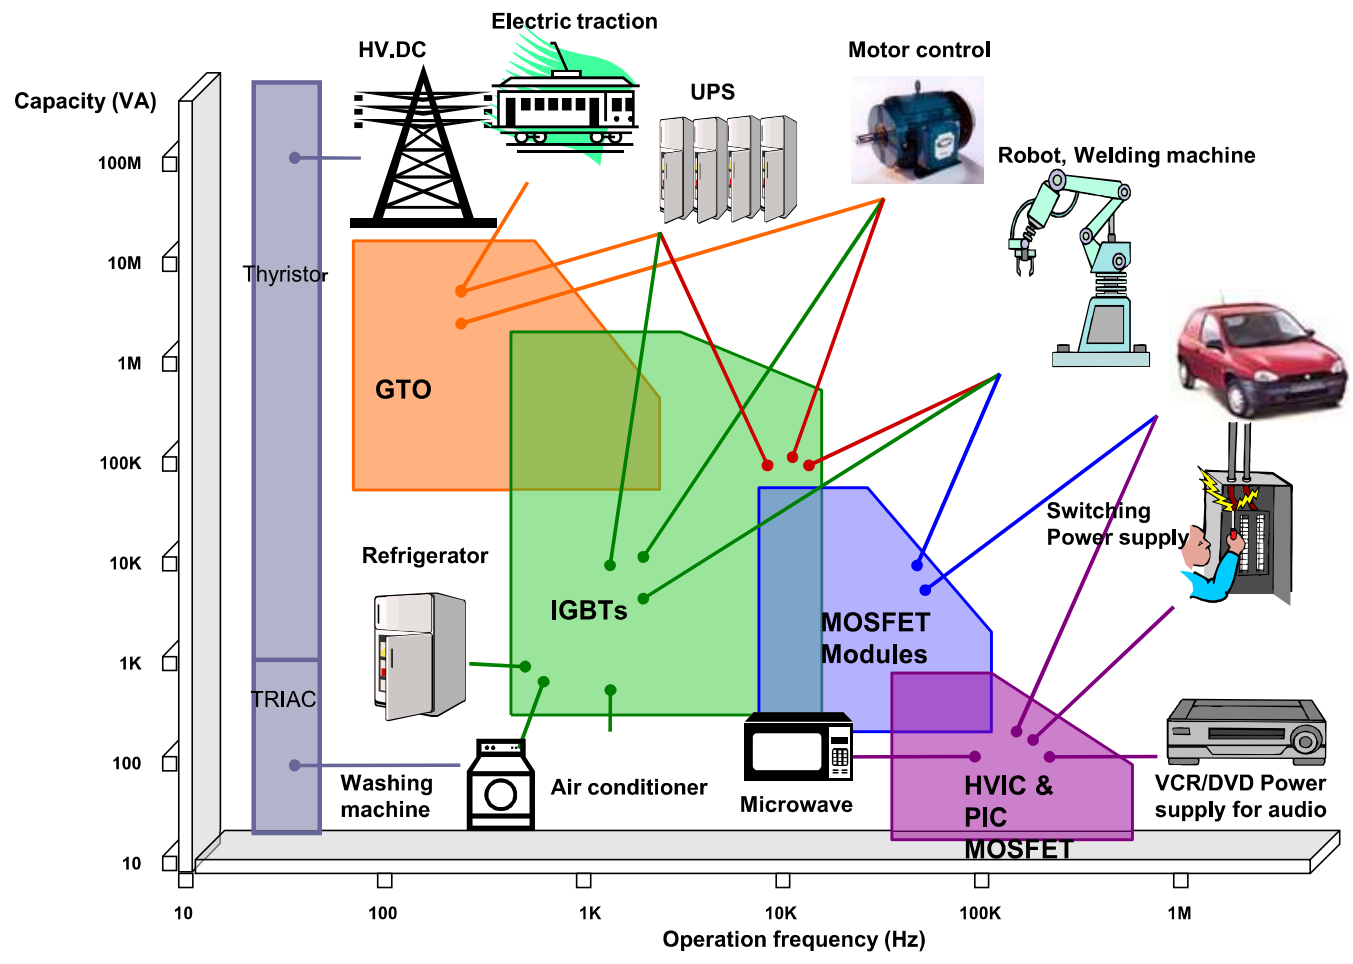 Electric traction
HV.DC
Motor control
UPS
Capacity (VA)
Robot, Welding machine
100M
10M
Thyristor
1M
GTO
100K
Switching
Power supply
10K
Refrigerator
IGBTs
MOSFET
Modules
1K
TRIAC
100
Washing
machine
Air conditioner
Microwave
HVIC &
PIC
MOSFET
VCR/DVD Power
supply for audio
10
10
100
1K
10K
100K
1M
Operation frequency (Hz)